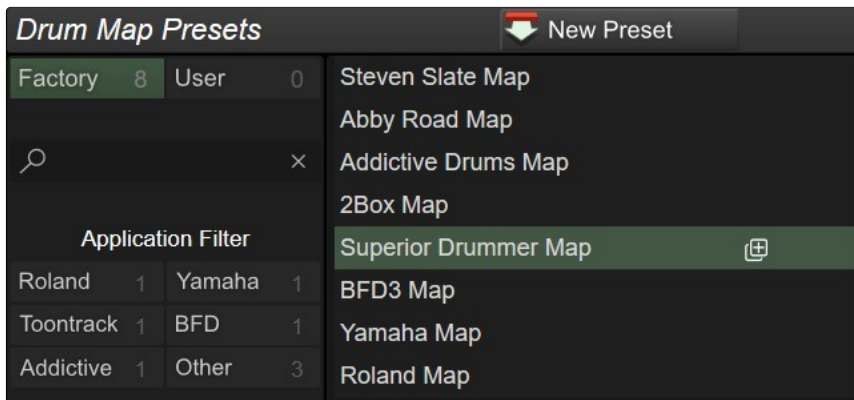 Drum Map Presets
New Preset
Factory 8 User 0
Application Filter
Roland 1 Yamaha 1
Toontrack 1 BFD 1
Addictive 1 Other 3
Steven Slate Map
Abby Road Map
Addictive Drums Map
2Box Map
Superior Drummer Map
BFD3 Map
Yamaha Map
Roland Map